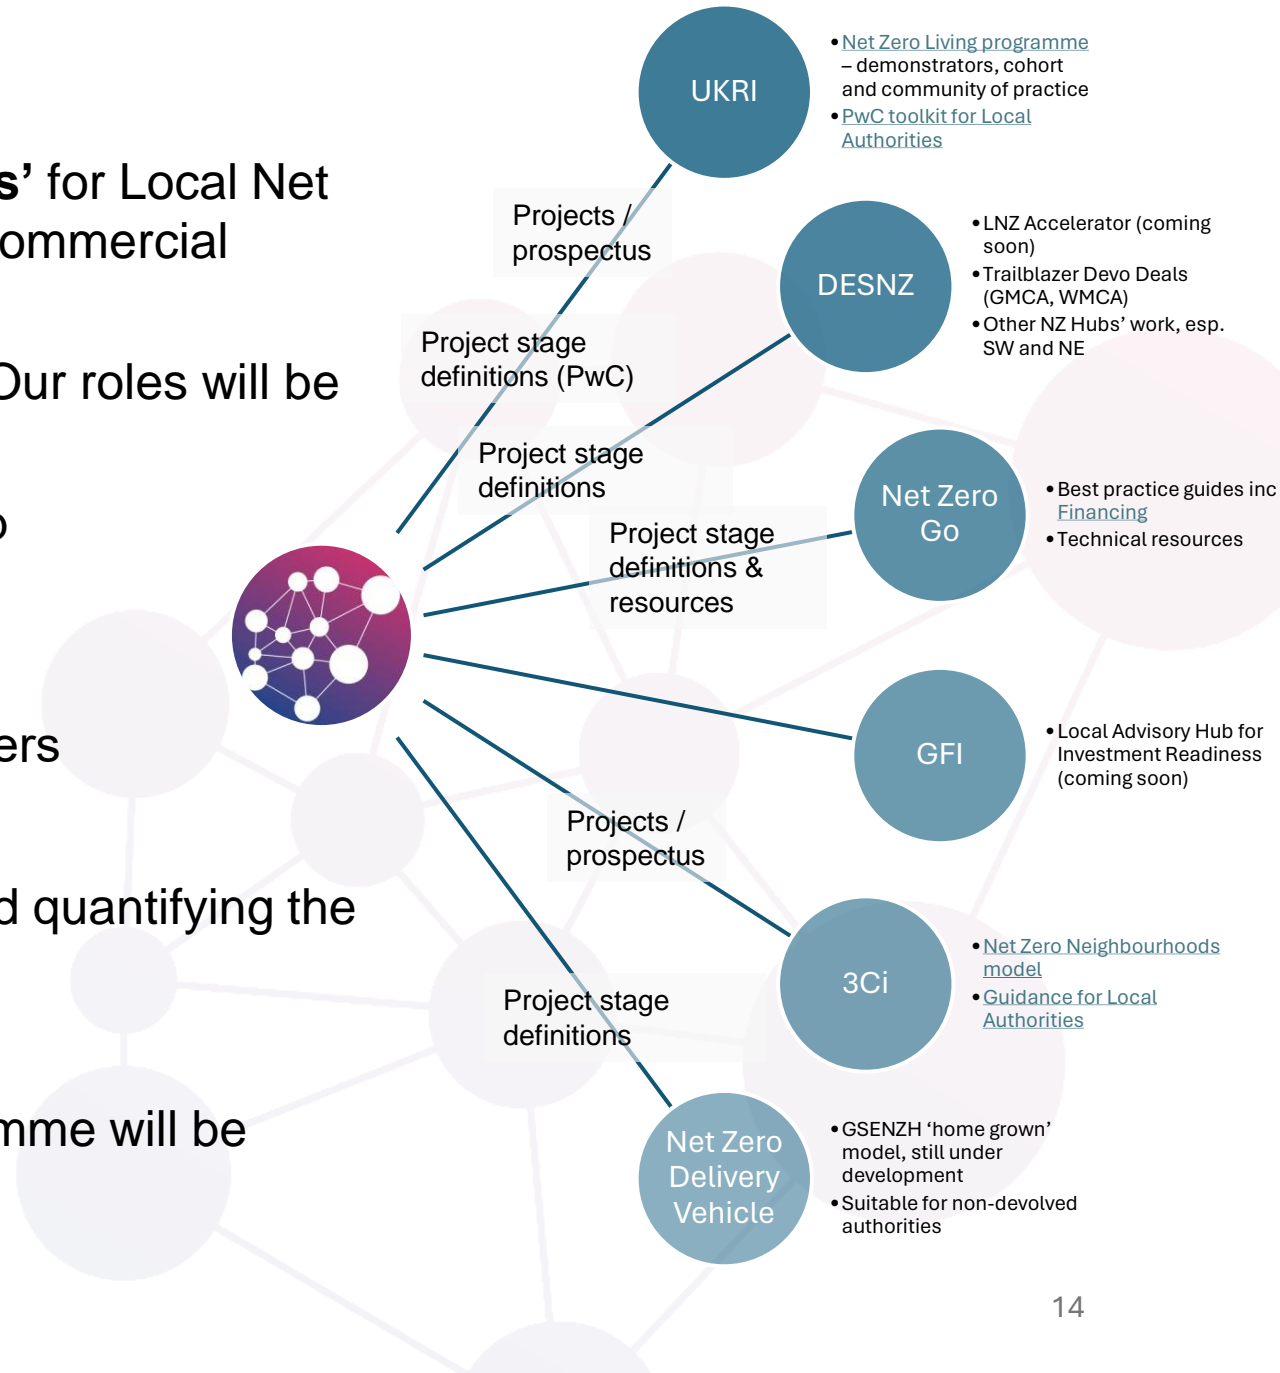 s’ for Local Net
ommercial
Our roles will be
o
ers
d quantifying the
mme will be
UKRI
•Net Zero Living programme
– demonstrators, cohort
and community of practice
•PwC toolkit for Local
Authorities
Projects /
prospectus
DESNZ
•LNZ Accelerator (coming
soon)
•Trailblazer Devo Deals
(GMCA, WMCA)
•Other NZ Hubs’ work, esp.
SW and NE
Project stage
definitions (PwC)
Project stage
definitions
Net Zero
Go
•Best practice guides inc
Financing
•Technical resources
Project stage
definitions &
resources
GFI
•Local Advisory Hub for
Investment Readiness
(coming soon)
Projects /
prospectus
3Ci
•Net Zero Neighbourhoods
model
•Guidance for Local
Authorities
Project stage
definitions
Net Zero
Delivery
Vehicle
•GSENZH ‘home grown’
model, still under
development
•Suitable for non-devolved
authorities
14